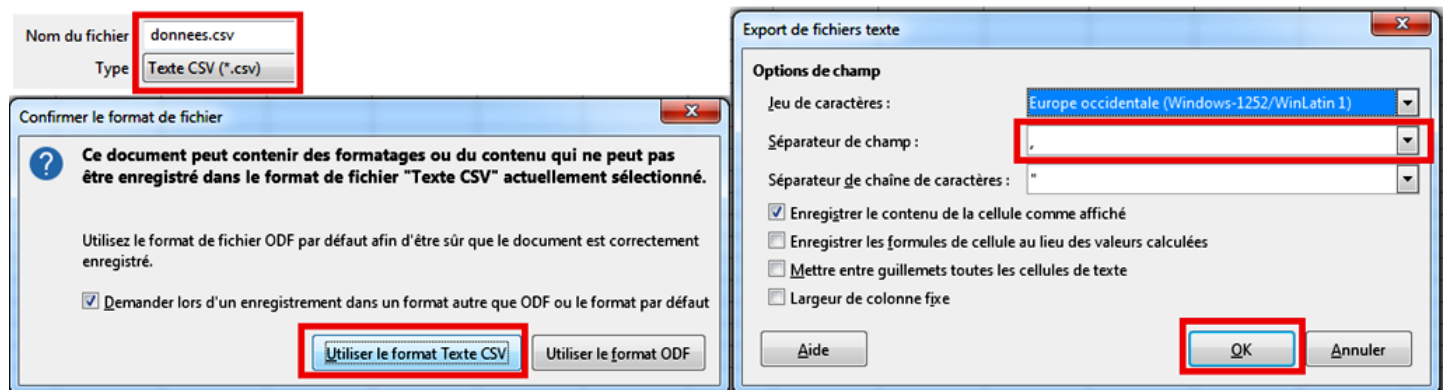 Nom du fichier donnees.csv
Type Texte CSV (*.csv)
Confirmer le format de fichier
Ce document peut contenir des formatages ou du contenu qui ne peut pas
être enregistré dans le format de fichier "Texte CSV" actuellement sélectionné.
Utilisez le format de fichier ODF par défaut afin d'être sûr que le document est correctement
enregistré.
Demander lors d'un enregistrement dans un format autre que ODF ou le format par défaut
Utiliser le format Texte CSV Utiliser le format ODF
Export de fichiers texte
Options de champ
Jeu de caractères : Europe occidentale (Windows-1252/WinLatin 1)
Séparateur de champ : ,
Séparateur de chaîne de caractères : "
Enregistrer le contenu de la cellule comme affiché
Enregistrer les formules de cellule au lieu des valeurs calculées
Mettre entre guillemets toutes les cellules de texte
Largeur de colonne fixe
Aide OK Annuler